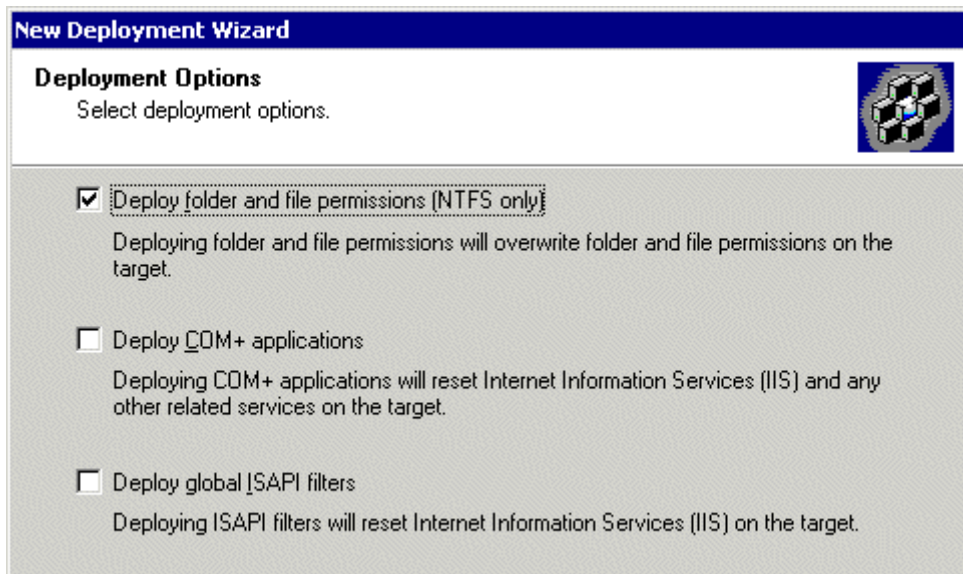 New Deployment Wizard
Deployment Options
Select deployment options.
Deploy folder and file permissions (NTFS only)
Deploying folder and file permissions will overwrite folder and file permissions on the
target.
Deploy COM+ applications
Deploying COM+ applications will reset Internet Information Services (IIS) and any
other related services on the target.
Deploy global ISAPI filters
Deploying ISAPI filters will reset Internet Information Services (IIS) on the target.